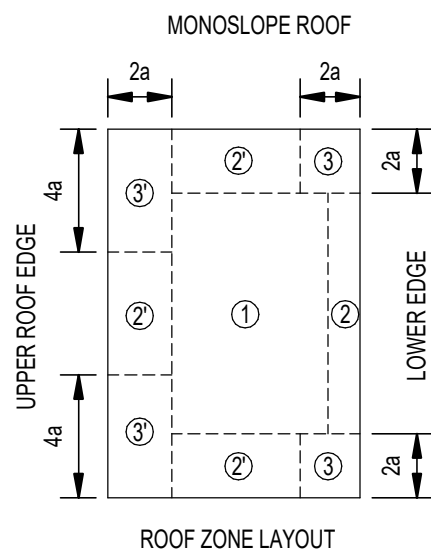 MONOSLOPE ROOF
2a 2a
2' 3
2a
4a
3'
UPPER ROOF EDGE
2'
1
2
LOWER EDGE
4a
3'
2' 3
2a
ROOF ZONE LAYOUT